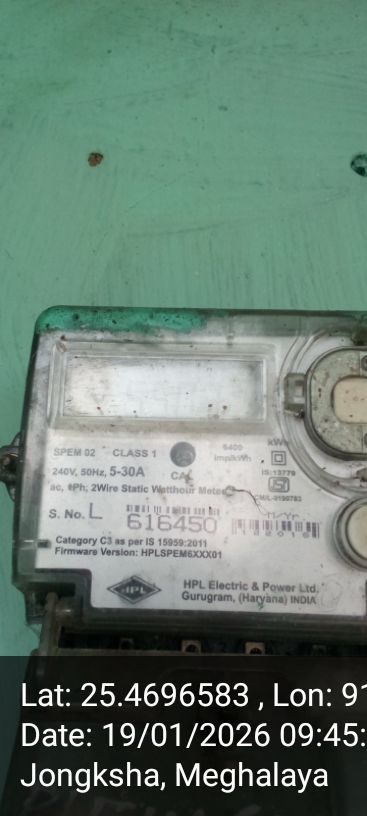 kWh
SPEM 02 CLASS 1 6400
imp/kWh
240V, 50Hz, 5-30A CAL IS:13779
ac, 1Ph, 2Wire Static Watthour Meter
S. No. L 616450 M/Yr
Category C3 as per IS 15959:2011
Firmware Version: HPLSPEM6XXX01
HPL HPL Electric & Power Ltd.
Gurugram, (Haryana) INDIA
Lat: 25.4696583 , Lon: 91
Date: 19/01/2026 09:45:
Jongksha, Meghalaya